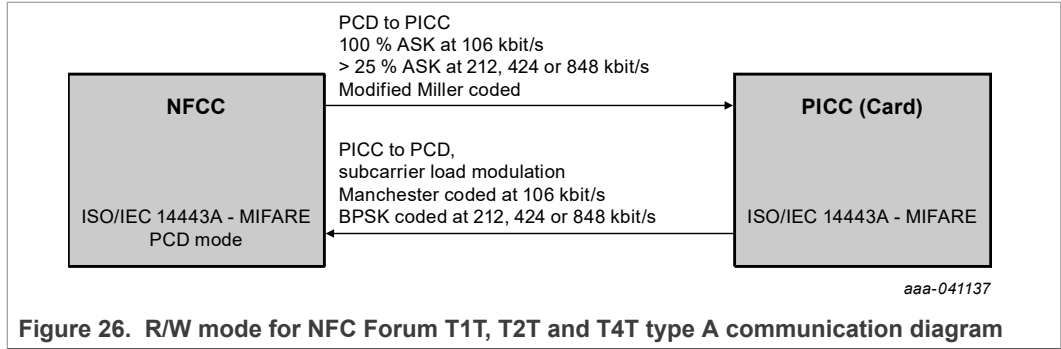 PCD to PICC
100 % ASK at 106 kbit/s
> 25 % ASK at 212, 424 or 848 kbit/s
Modified Miller coded
NFCC
PICC (Card)
PICC to PCD,
subcarrier load modulation
Manchester coded at 106 kbit/s
BPSK coded at 212, 424 or 848 kbit/s
ISO/IEC 14443A - MIFARE
PCD mode
ISO/IEC 14443A - MIFARE
aaa-041137
Figure 26. R/W mode for NFC Forum T1T, T2T and T4T type A communication diagram